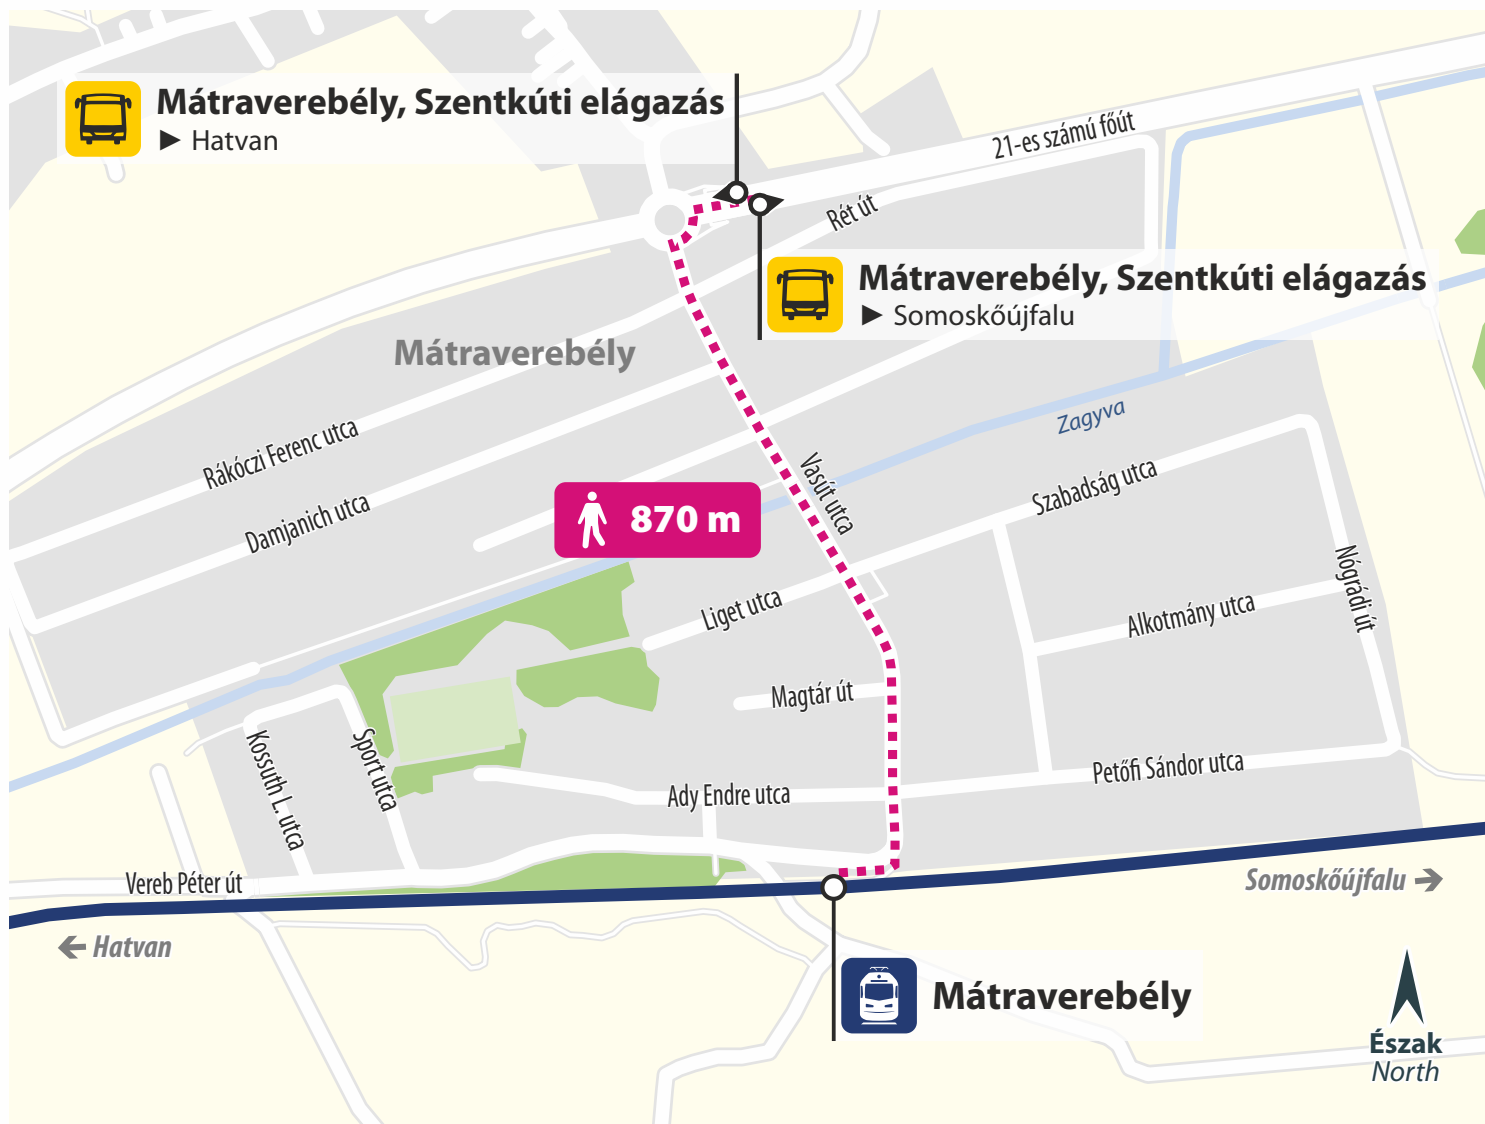 Mátraverebély, Szentkúti elágazás
► Hatvan
21-es számú főút
Rét út
Mátraverebély, Szentkúti elágazás
► Somoskőújfalu
Mátraverebély
Rákóczi Ferenc utca
Damjanich utca
Zagyva
Vasút utca
Szabadság utca
870 m
Liget utca
Alkotmány utca
Nógrádi út
Magtár út
Kossuth L. utca
Sport utca
Ady Endre utca
Petőfi Sándor utca
Vereb Péter út
Somoskőújfalu →
← Hatvan
Mátraverebély
Észak
North